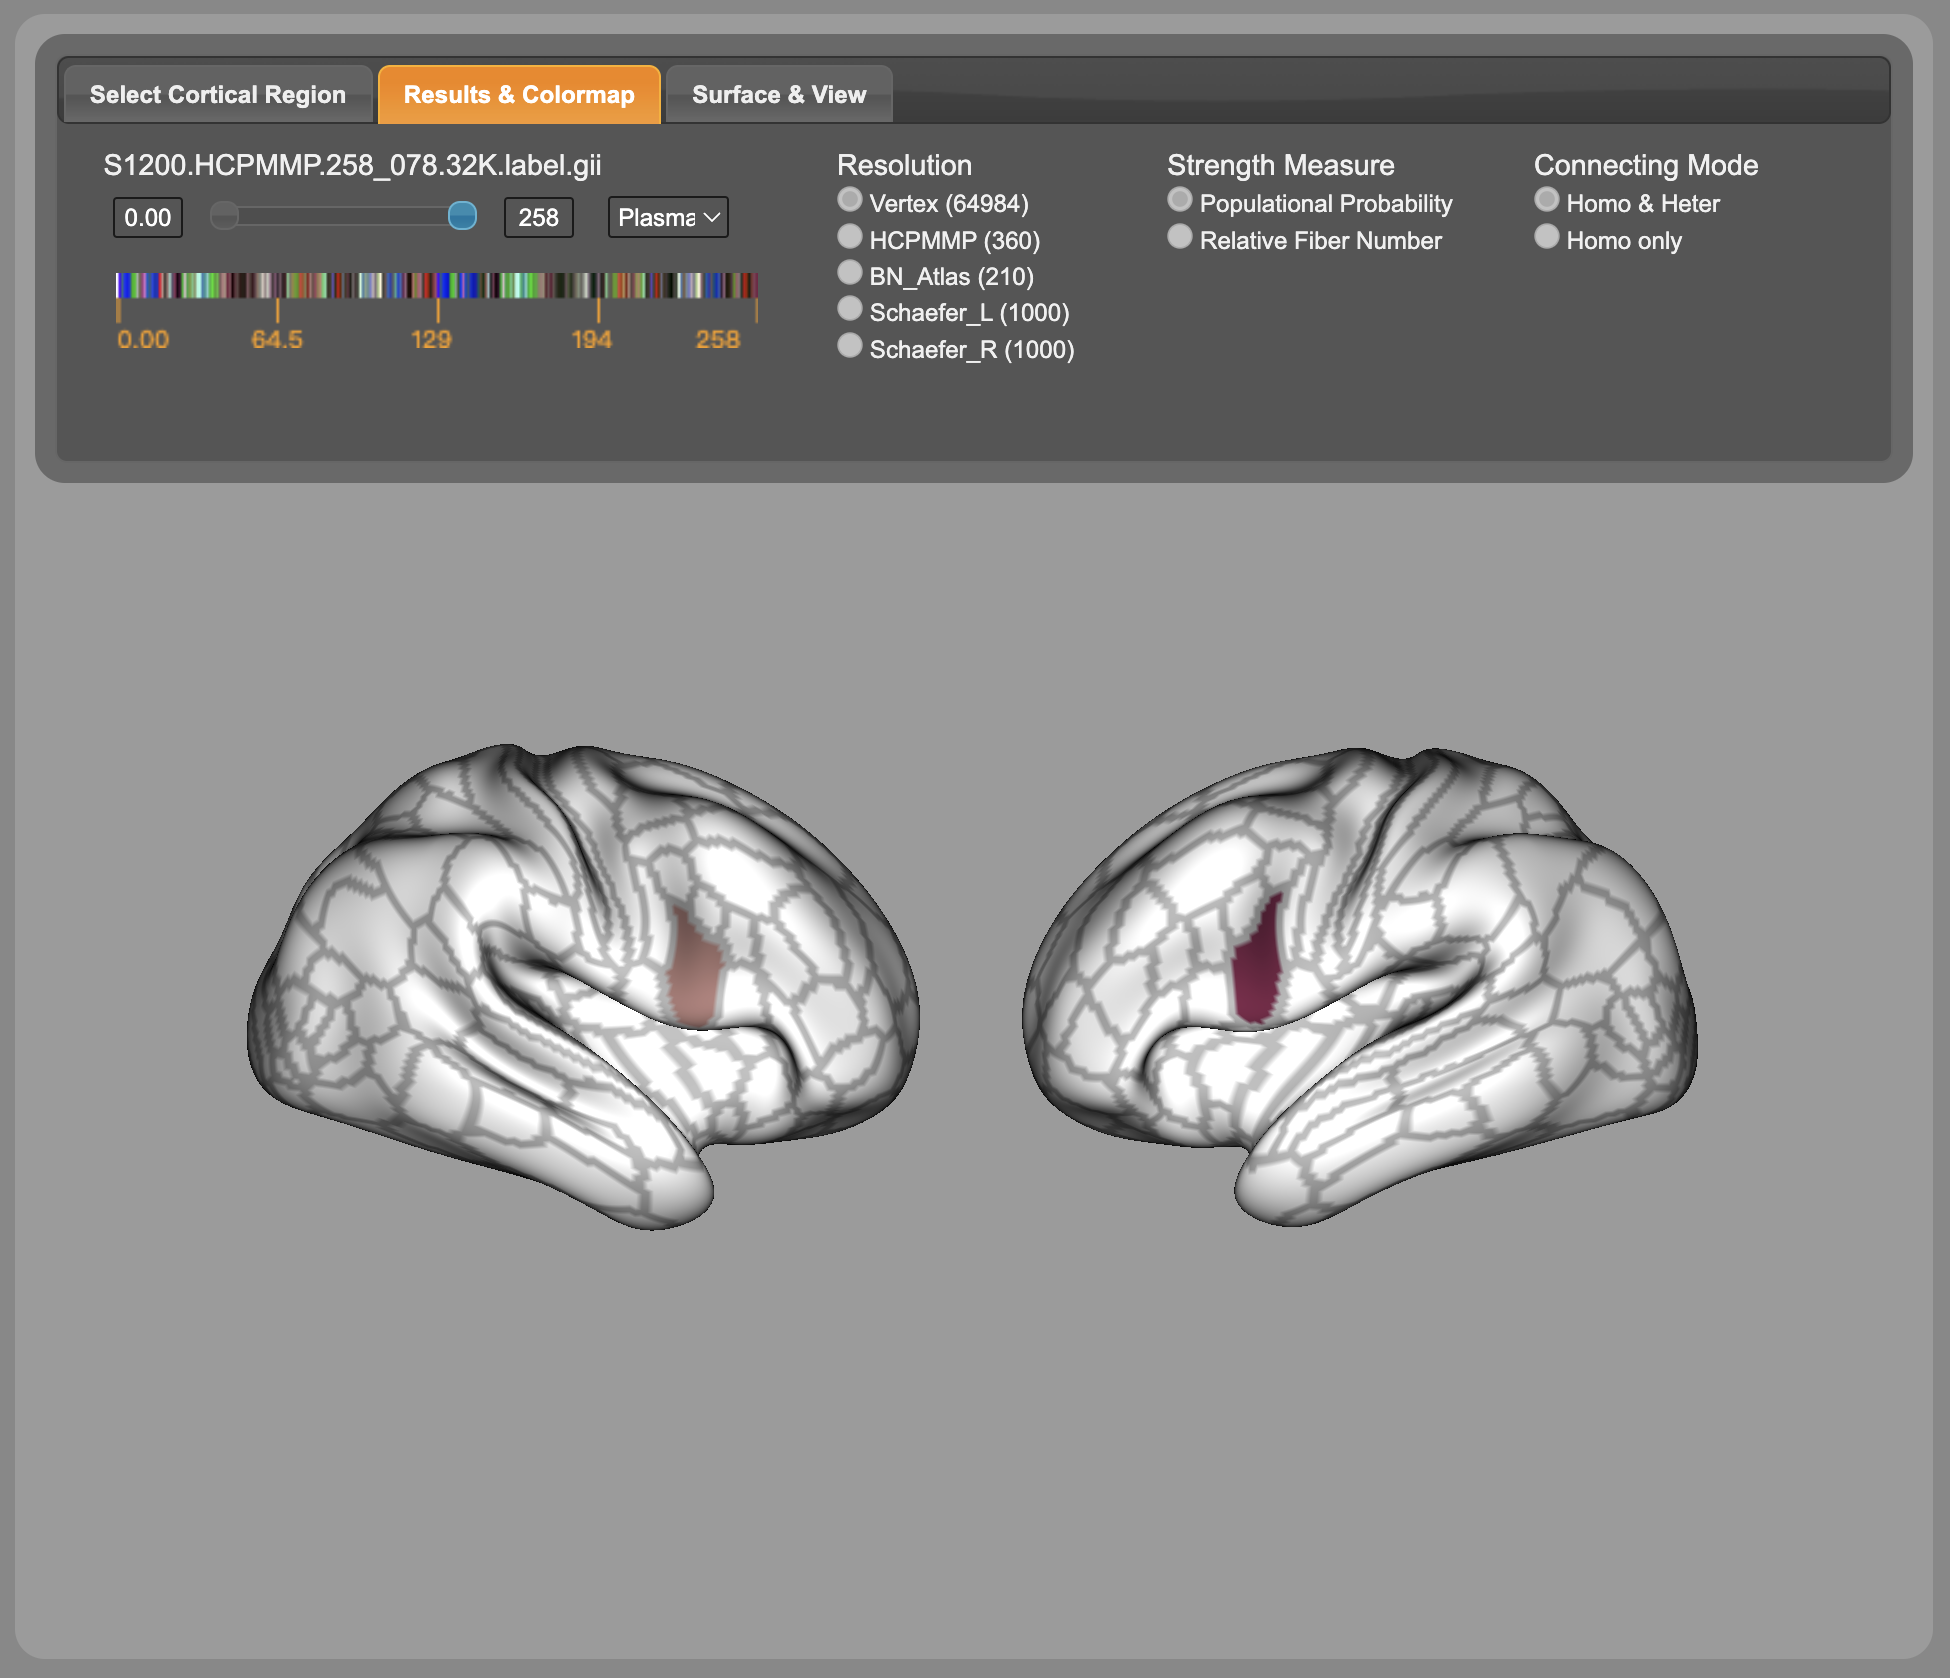 Select Cortical Region
Results & Colormap
Surface & View
S1200.HCPMMP.258_078.32K.label.gii
Resolution
Strength Measure
Connecting Mode
0.00
258
Plasma
Vertex (64984)
Populational Probability
Homo & Heter
HCPMMP (360)
Relative Fiber Number
Homo only
BN_Atlas (210)
Schaefer_L (1000)
Schaefer_R (1000)
0.00 64.5 129 194 258